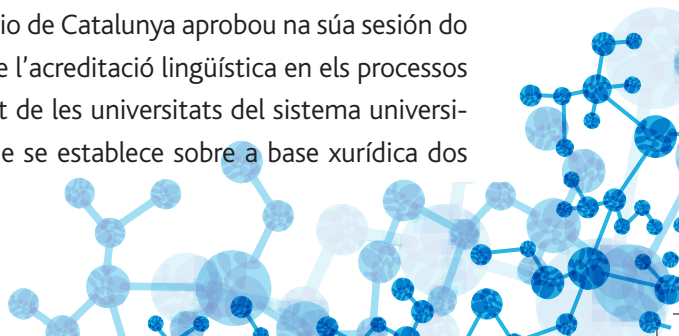 io de Catalunya aprobou na súa sesión do
e l'acreditació lingüística en els processos
t de les universitats del sistema universi-
e se establece sobre a base xurídica dos